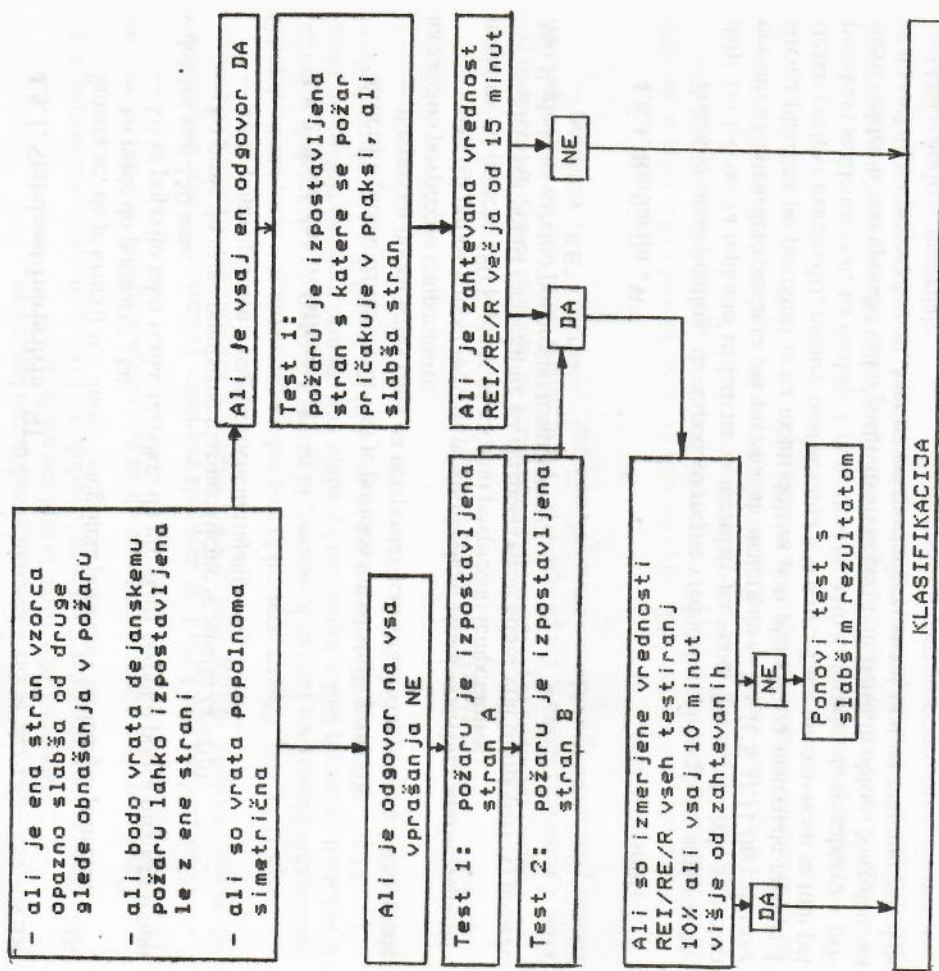 - ali je ena stran vzorca
opazno slabša od druge
glede obnašanja v požaru
- ali bodo vrata dejanskemu
požaru lahko izpostavljena
le z ene strani
- ali so vrata popolnoma
simetrična
Ali je vsaj en odgovor DA
Test 1:
požaru je izpostavljena
stran s katere se požar
pričakuje v praksi, ali
slabša stran
Ali je zahtevana vrednost
REI/RE/R večja od 15 minut
DA
NE
Ali je odgovor na vsa
vprašanja NE
Test 1: požaru je izpostavljena
stran A
Test 2: požaru je izpostavljena
stran B
Ali so izmerjene vrednosti
REI/RE/R vseh testiranj
10% ali vsaj 10 minut
višje od zahtevanih
DA
NE
Ponovi test s
slabšim rezultatom
KLASIFIKACIJA